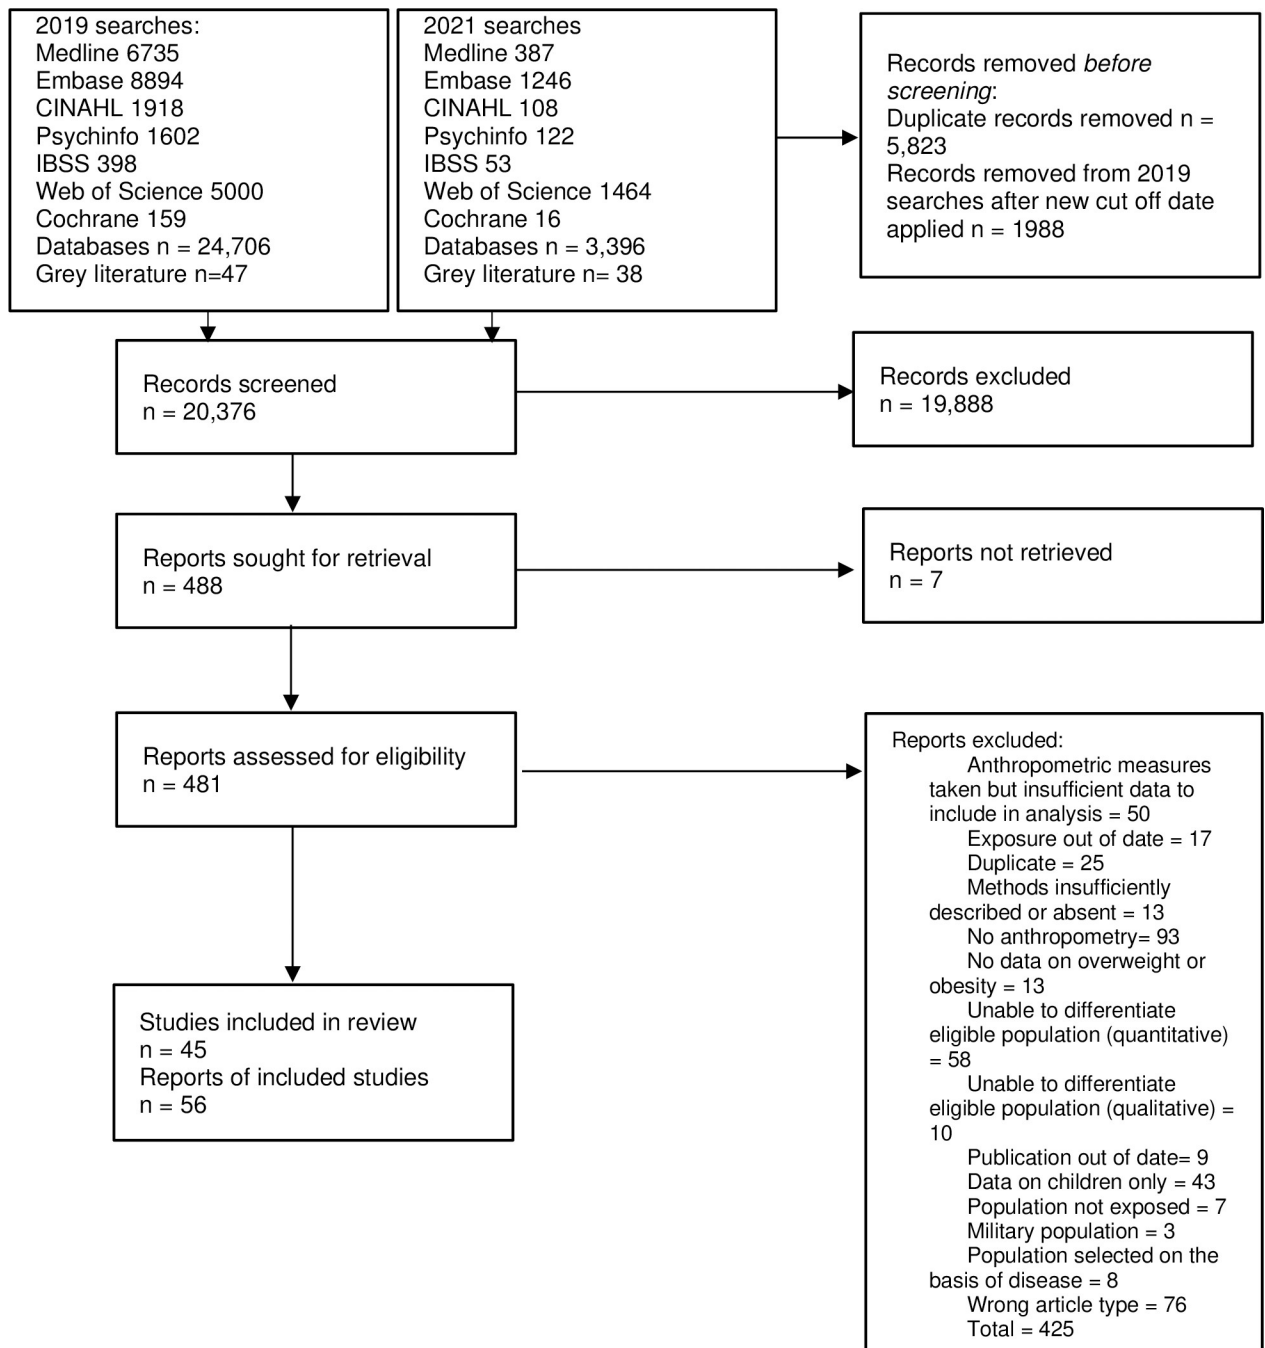 2019 searches:
Medline 6735
Embase 8894
CINAHL 1918
Psychinfo 1602
IBSS 398
Web of Science 5000
Cochrane 159
Databases n = 24,706
Grey literature n=47
2021 searches
Medline 387
Embase 1246
CINAHL 108
Psychinfo 122
IBSS 53
Web of Science 1464
Cochrane 16
Databases n = 3,396
Grey literature n= 38
Records removed before
screening:
Duplicate records removed n =
5,823
Records removed from 2019
searches after new cut off date
applied n = 1988
Records screened
n = 20,376
Records excluded
n = 19,888
Reports sought for retrieval
n = 488
Reports not retrieved
n = 7
Reports assessed for eligibility
n = 481
Reports excluded:
Anthropometric measures
taken but insufficient data to
include in analysis = 50
Exposure out of date = 17
Duplicate = 25
Methods insufficiently
described or absent = 13
No anthropometry= 93
No data on overweight or
obesity = 13
Unable to differentiate
eligible population (quantitative)
= 58
Unable to differentiate
eligible population (qualitative) =
10
Publication out of date= 9
Data on children only = 43
Population not exposed = 7
Military population = 3
Population selected on the
basis of disease = 8
Wrong article type = 76
Total = 425
Studies included in review
n = 45
Reports of included studies
n = 56